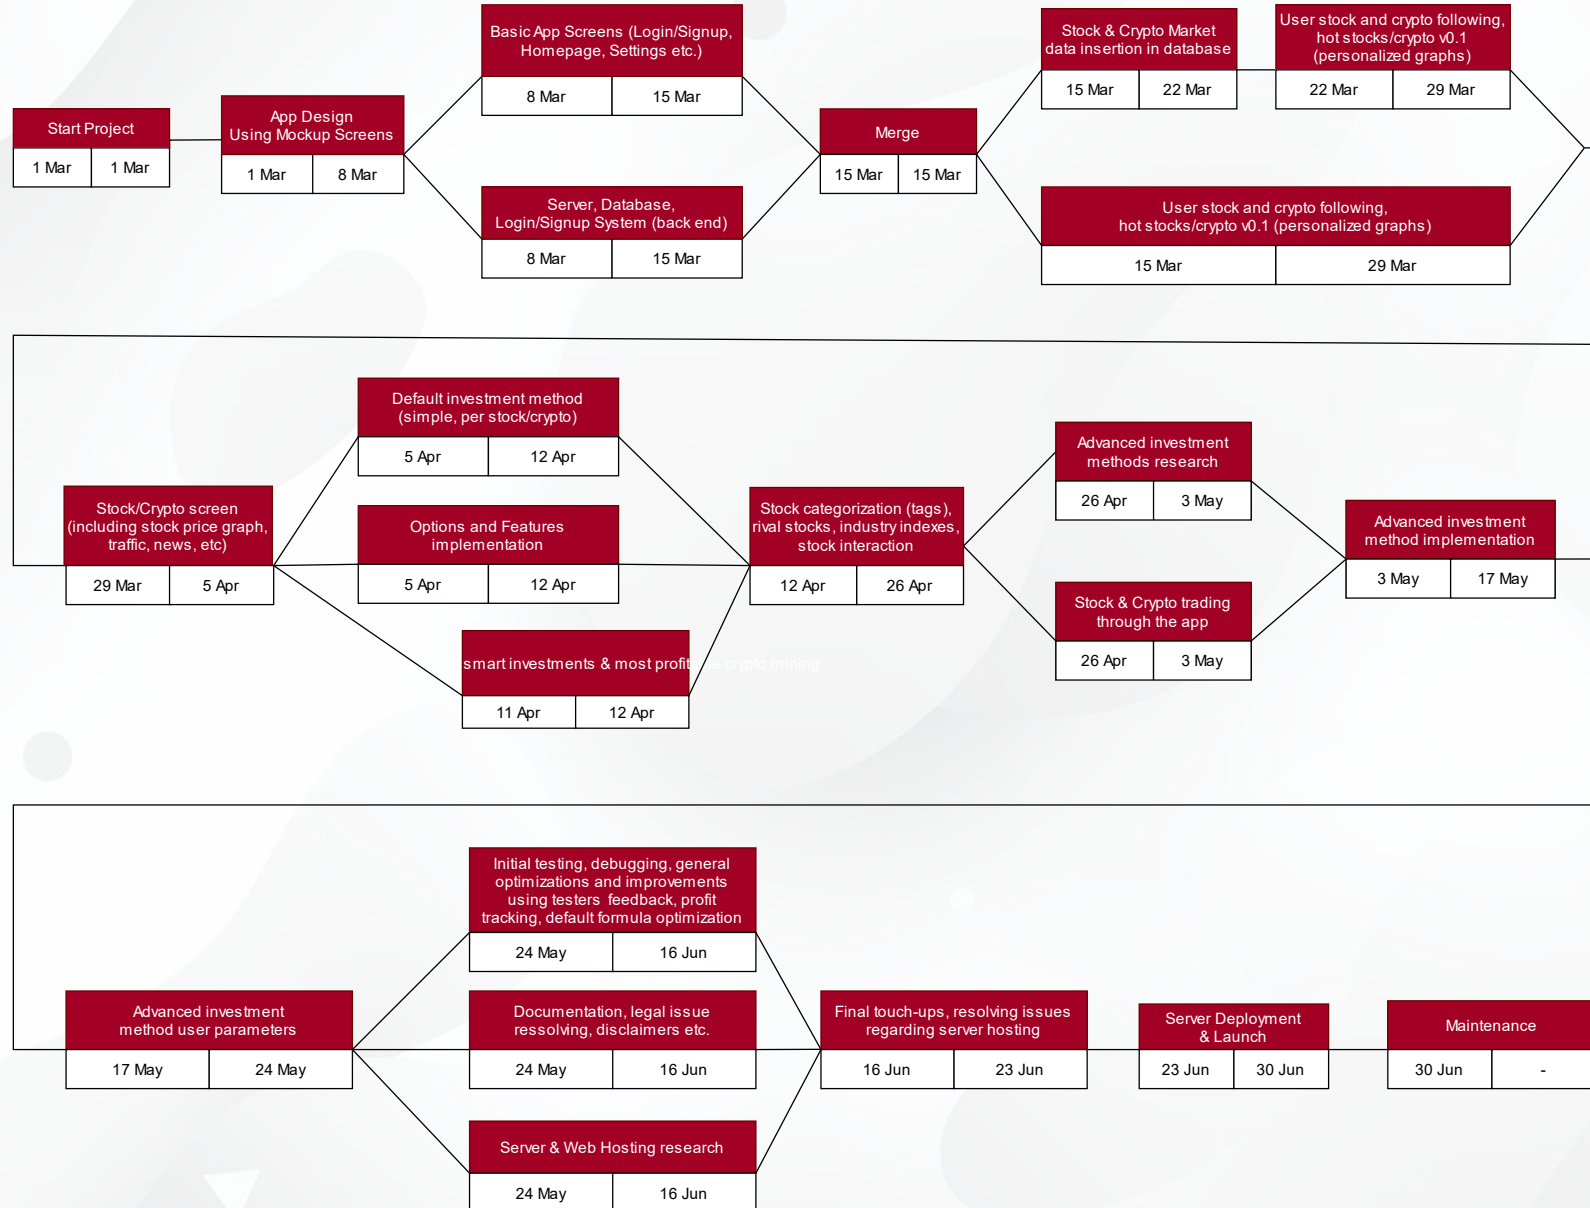 Start Project
1 Mar
1 Mar
App Design
Using Mockup Screens
1 Mar
8 Mar
Basic App Screens (Login/Signup,
Homepage, Settings etc.)
8 Mar
15 Mar
Server, Database,
Login/Signup System (back end)
8 Mar
15 Mar
Merge
15 Mar
15 Mar
Stock & Crypto Market
data insertion in database
15 Mar
22 Mar
User stock and crypto following,
hot stocks/crypto v0.1
(personalized graphs)
22 Mar
29 Mar
User stock and crypto following,
hot stocks/crypto v0.1 (personalized graphs)
15 Mar
29 Mar
Stock/Crypto screen
(including stock price graph,
traffic, news, etc)
29 Mar
5 Apr
Default investment method
(simple, per stock/crypto)
5 Apr
12 Apr
Options and Features
implementation
5 Apr
12 Apr
smart investments & most profitable crypto mining
11 Apr
12 Apr
Stock categorization (tags),
rival stocks, industry indexes,
stock interaction
12 Apr
26 Apr
Advanced investment
methods research
26 Apr
3 May
Stock & Crypto trading
through the app
26 Apr
3 May
Advanced investment
method implementation
3 May
17 May
Advanced investment
method user parameters
17 May
24 May
Initial testing, debugging, general
optimizations and improvements
using testers feedback, profit
tracking, default formula optimization
24 May
16 Jun
Documentation, legal issue
ressolving, disclaimers etc.
24 May
16 Jun
Server & Web Hosting research
24 May
16 Jun
Final touch-ups, resolving issues
regarding server hosting
16 Jun
23 Jun
Server Deployment
& Launch
23 Jun
30 Jun
Maintenance
30 Jun
-